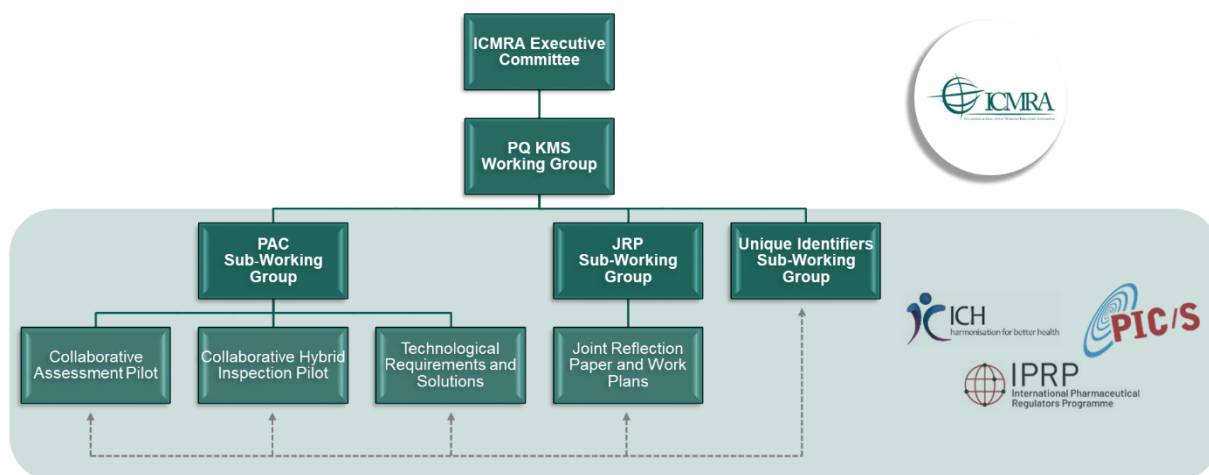 ICMRA Executive
Committee
ICMRA
PQ KMS
Working Group
PAC
Sub-Working
Group
JRP
Sub-Working
Group
Unique Identifiers
Sub-Working
Group
Collaborative
Assessment Pilot
Collaborative Hybrid
Inspection Pilot
Technological
Requirements and
Solutions
Joint Reflection
Paper and Work
Plans
ICH
harmonisation for better health
PIC/S
IPRP
International Pharmaceutical
Regulators Programme